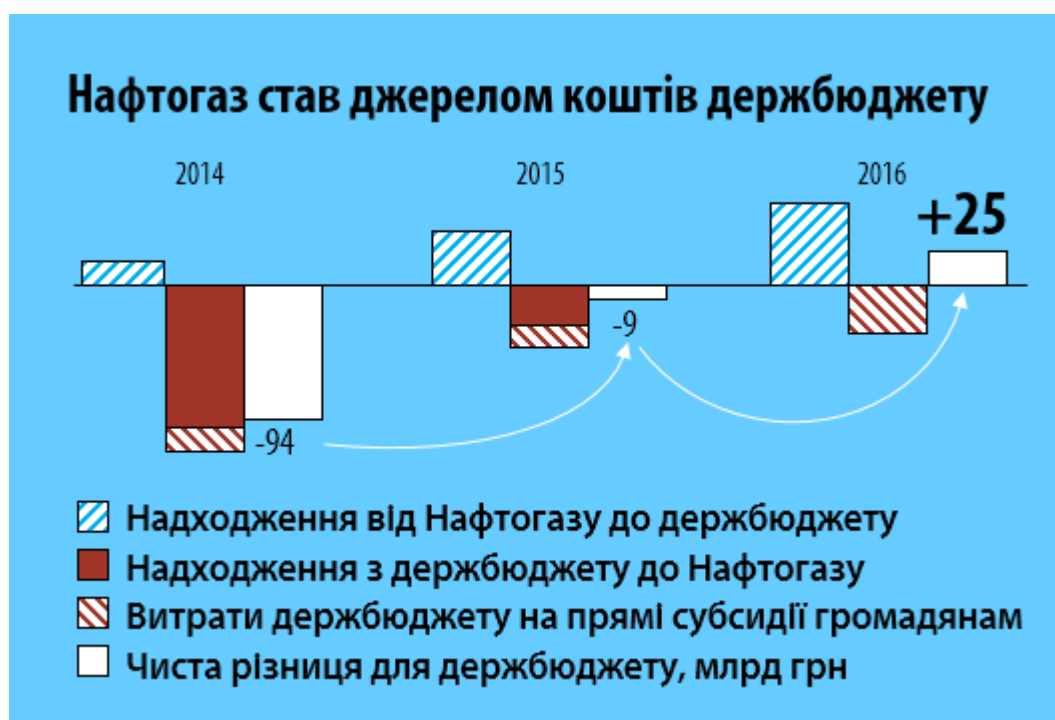 Нафтогаз став джерелом коштів держбюджету
2014
2015
2016
+25
-9
-94
Надходження від Нафтогазу до держбюджету
Надходження з держбюджету до Нафтогазу
Витрати держбюджету на прямі субсидії громадянам
Чиста різниця для держбюджету, млрд грн